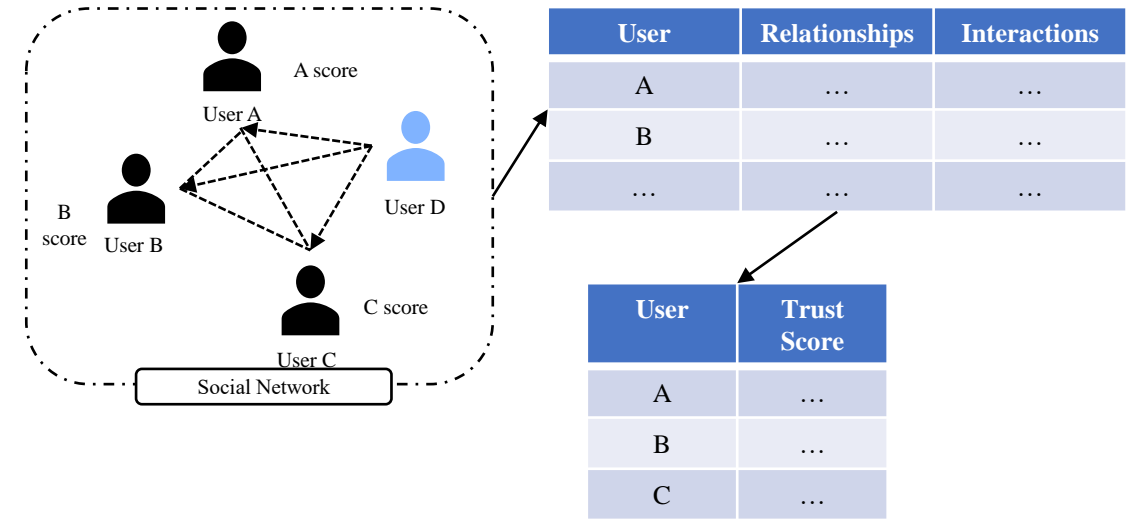 A score
User A
User D
B
score
User B
C score
User C
Social Network
User Relationships Interactions
A … …
B … …
… … …
User Trust
Score
A …
B …
C …